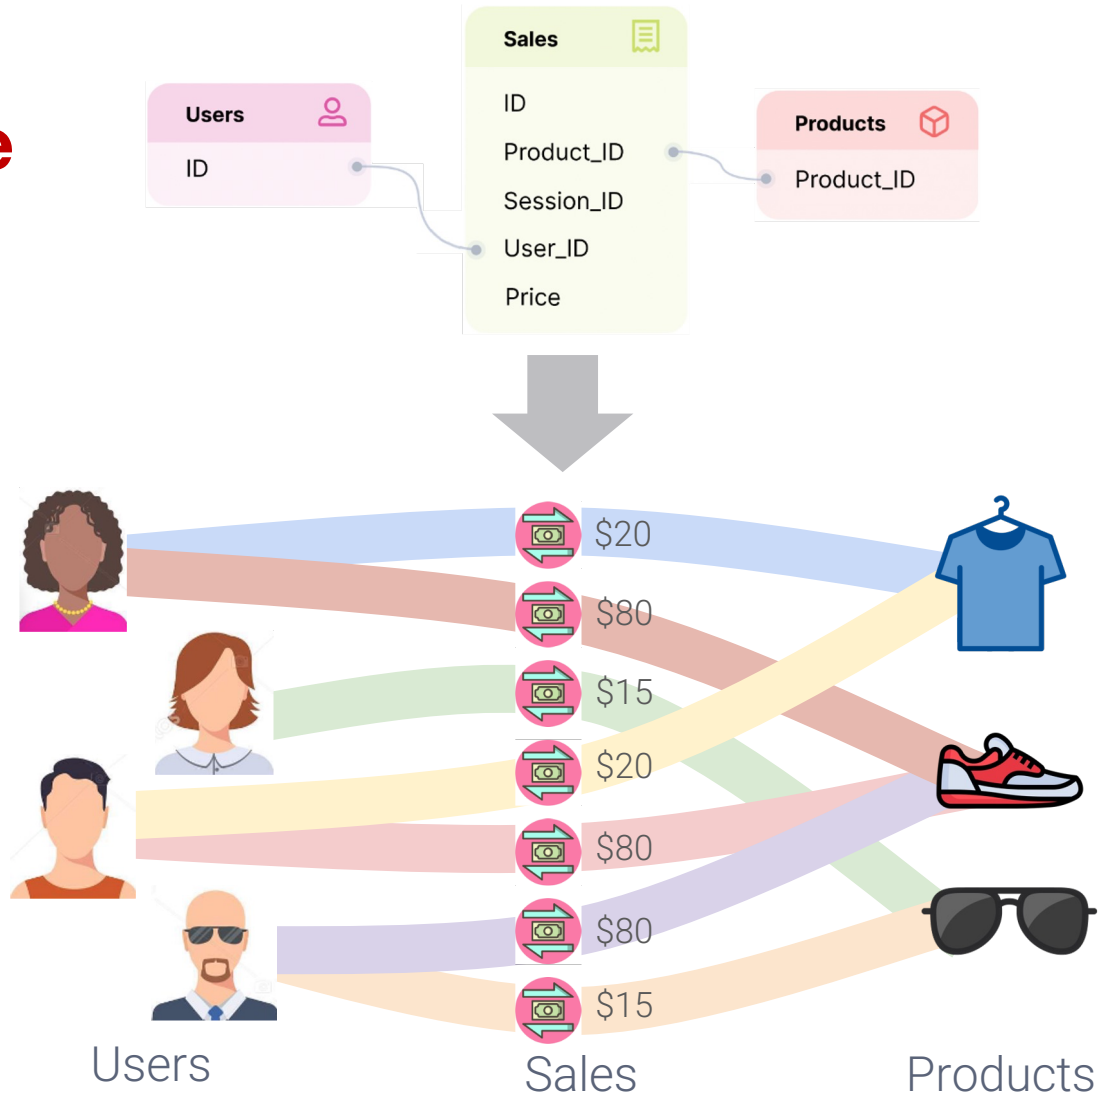 e
Users
ID
Sales
ID
Product_ID
Session_ID
User_ID
Price
Products
Product_ID
$20
$80
$15
$20
$80
$80
$15
Users
Sales
Products